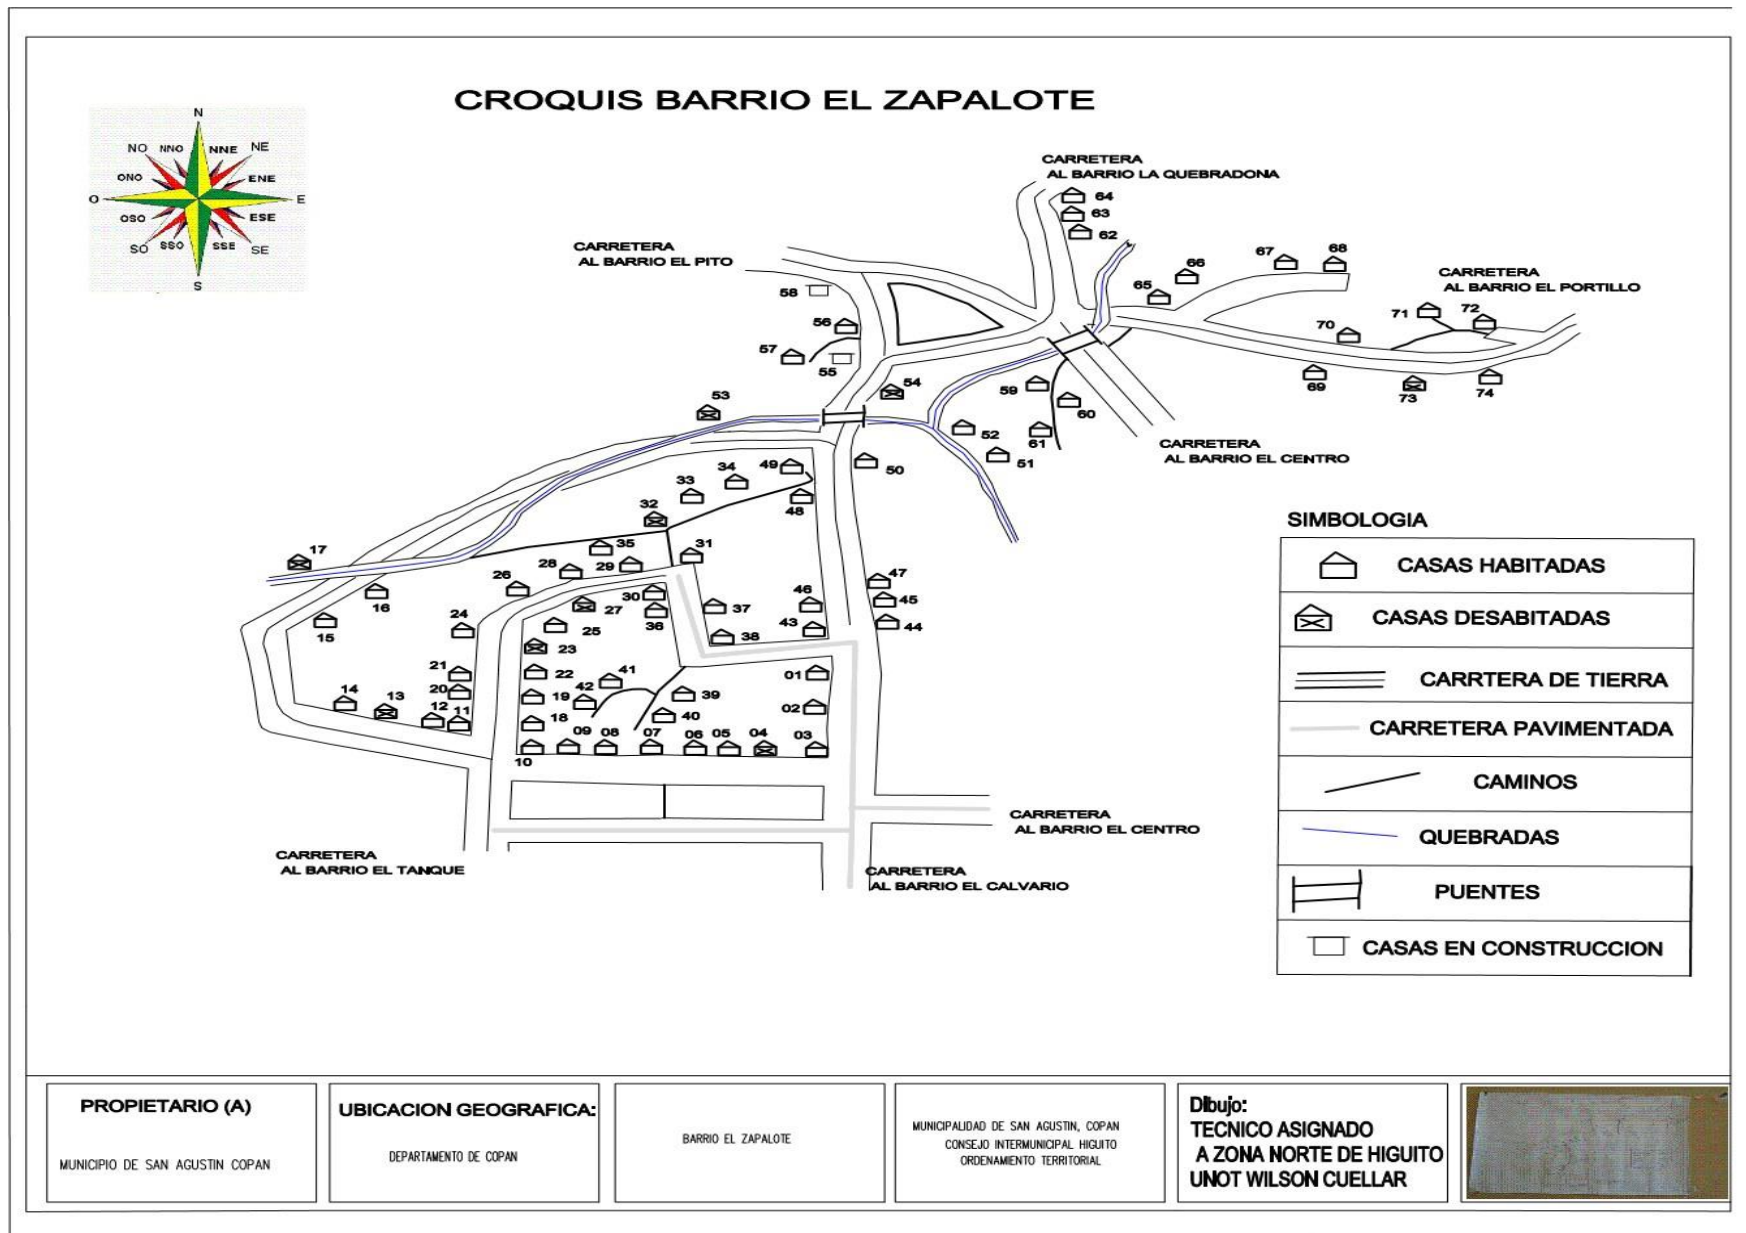 CROQUIS BARRIO EL ZAPALOTE
N
NO NNO NNE NE
ONO ENE
O E
OSO ESE
SO SSO SSE SE
S
CARRETERA
AL BARRIO LA QUEBRADONA
64
63
62
CARRETERA
AL BARRIO EL PITO
58
56
57
55
67
68
66
65
CARRETERA
AL BARRIO EL PORTILLO
71
72
70
69
73
74
54
53
59
60
61
52
51
CARRETERA
AL BARRIO EL CENTRO
50
49
34
33
48
32
31
35
17
28
29
26
16
15
24
30
27
36
25
23
37
38
46
43
47
45
44
21
20
22
41
42
19
18
39
40
01
02
14
13
12
11
10
09
08
07
06
05
04
03
CARRETERA
AL BARRIO EL CENTRO
CARRETERA
AL BARRIO EL TANQUE
CARRETERA
AL BARRIO EL CALVARIO
SIMBOLOGIA
CASAS HABITADAS
CASAS DESABITADAS
CARRTERA DE TIERRA
CARRETERA PAVIMENTADA
CAMINOS
QUEBRADAS
PUENTES
CASAS EN CONSTRUCCION
PROPIETARIO (A)
MUNICIPIO DE SAN AGUSTIN COPAN
UBICACION GEOGRAFICA:
DEPARTAMENTO DE COPAN
BARRIO EL ZAPALOTE
MUNICIPALIDAD DE SAN AGUSTIN, COPAN
CONSEJO INTERMUNICIPAL HIGUITO
ORDENAMIENTO TERRITORIAL
Dibujo:
TECNICO ASIGNADO
A ZONA NORTE DE HIGUITO
UNOT WILSON CUELLAR